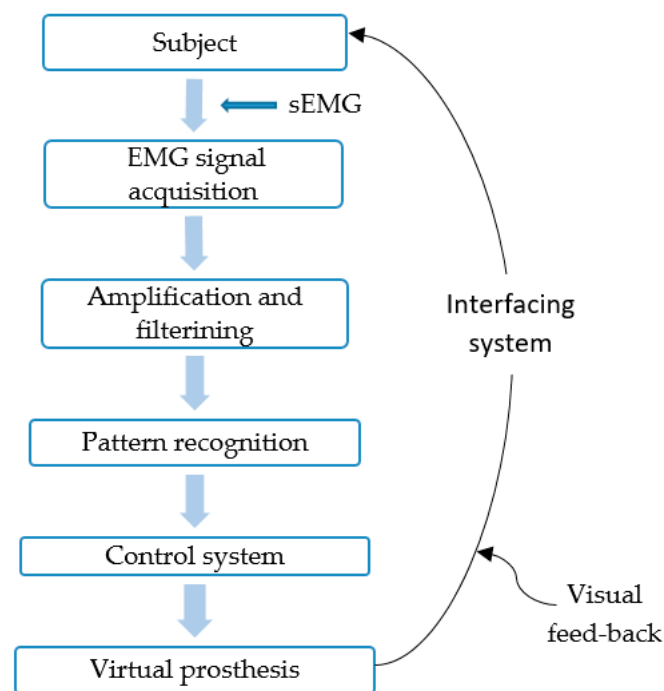 Subject
sEMG
EMG signal
acquisition
Amplification and
filterining
Interfacing
system
Pattern recognition
Control system
Visual
feed-back
Virtual prosthesis